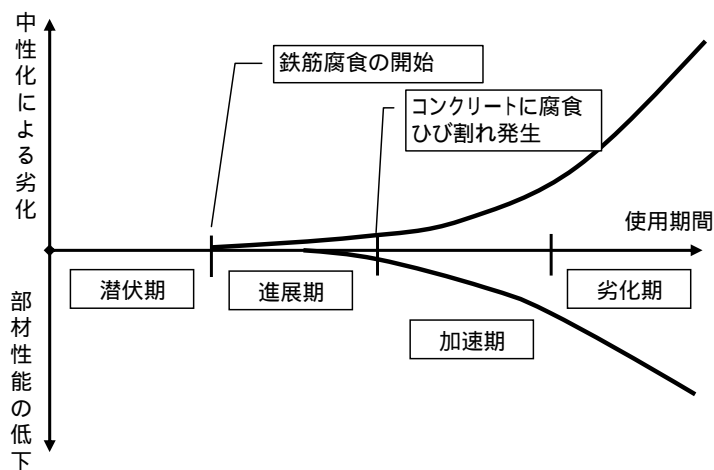 中性化による劣化
鉄筋腐食の開始
コンクリートに腐食
ひび割れ発生
使用期間
潜伏期
進展期
加速期
劣化期
部材性能の低下